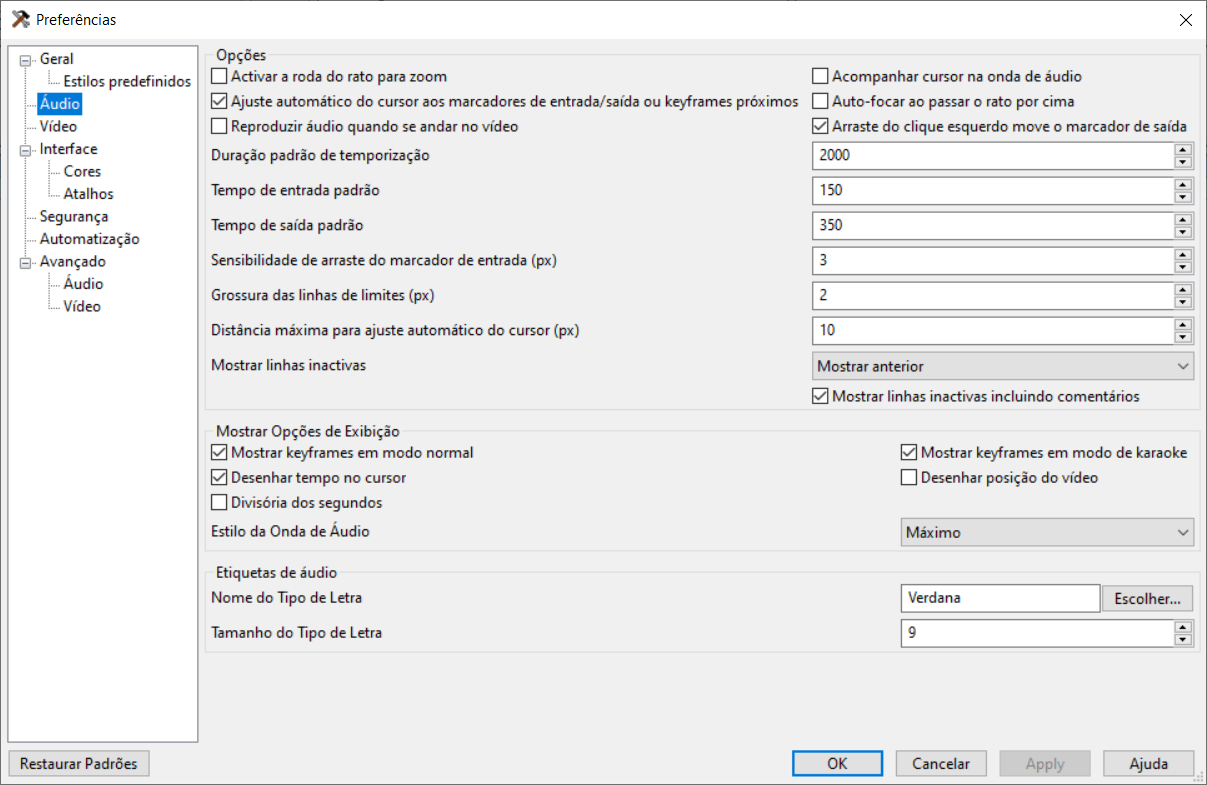 Preferências
Geral
Estilos predefinidos
Áudio
Vídeo
Interface
Cores
Atalhos
Segurança
Automatização
Avançado
Áudio
Vídeo
Opções
Activar a roda do rato para zoom
Acompanhar cursor na onda de áudio
Ajuste automático do cursor aos marcadores de entrada/saída ou keyframes próximos
Auto-focar ao passar o rato por cima
Reproduzir áudio quando se andar no vídeo
Arraste do clique esquerdo move o marcador de saída
Duração padrão de temporização
2000
Tempo de entrada padrão
150
Tempo de saída padrão
350
Sensibilidade de arraste do marcador de entrada (px)
3
Grossura das linhas de limites (px)
2
Distância máxima para ajuste automático do cursor (px)
10
Mostrar linhas inactivas
Mostrar anterior
Mostrar linhas inactivas incluindo comentários
Mostrar Opções de Exibição
Mostrar keyframes em modo normal
Mostrar keyframes em modo de karaoke
Desenhar tempo no cursor
Desenhar posição do vídeo
Divisória dos segundos
Estilo da Onda de Áudio
Máximo
Etiquetas de áudio
Nome do Tipo de Letra
Verdana
Escolher...
Tamanho do Tipo de Letra
9
Restaurar Padrões
OK
Cancelar
Apply
Ajuda